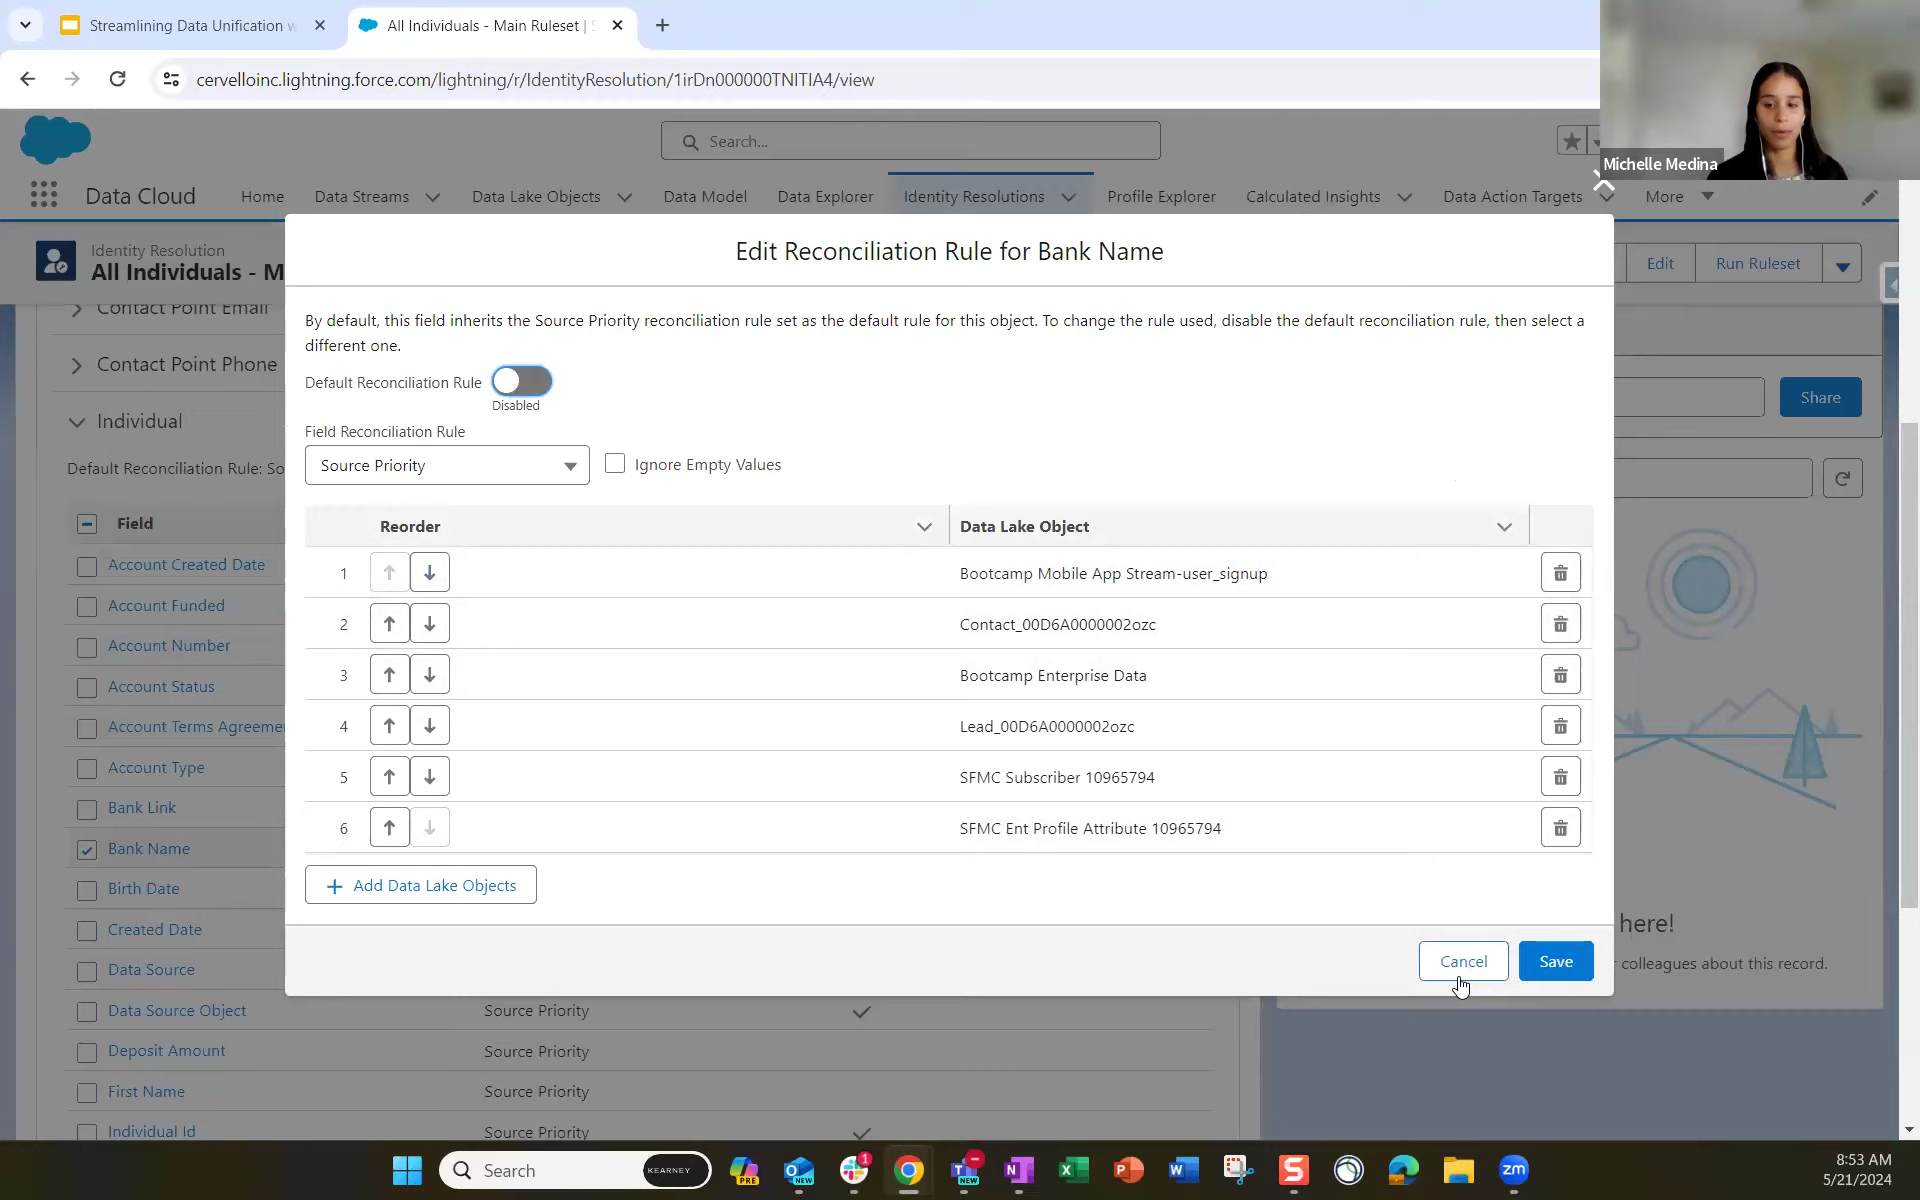 Streamlining Data Unification w
All Individuals - Main Ruleset |
cervelloinc.lightning.force.com/lightning/r/IdentityResolution/1irDn000000TNITIA4/view
Michelle Medina
Search...
Data Cloud
Home
Data Streams
Data Lake Objects
Data Model
Data Explorer
Identity Resolutions
Profile Explorer
Calculated Insights
Data Action Targets
More
Identity Resolution
All Individuals - M
Edit
Run Ruleset
Edit Reconciliation Rule for Bank Name
By default, this field inherits the Source Priority reconciliation rule set as the default rule for this object. To change the rule used, disable the default reconciliation rule, then select a
different one.
Default Reconciliation Rule
Disabled
Field Reconciliation Rule
Source Priority
Ignore Empty Values
Reorder
Data Lake Object
1
Bootcamp Mobile App Stream-user_signup
2
Contact_00D6A0000002ozc
3
Bootcamp Enterprise Data
4
Lead_00D6A0000002ozc
5
SFMC Subscriber 10965794
6
SFMC Ent Profile Attribute 10965794
Add Data Lake Objects
Cancel
Save
Contact Point Email
Contact Point Phone
Individual
Default Reconciliation Rule: So
Field
Account Created Date
Account Funded
Account Number
Account Status
Account Terms Agreeme
Account Type
Bank Link
Bank Name
Birth Date
Created Date
Data Source
Data Source Object
Source Priority
Deposit Amount
Source Priority
First Name
Source Priority
Individual Id
Source Priority
Share
here!
colleagues about this record.
Search
KEARNEY
PRE
NEW
1
NEW
zm
8:53 AM
5/21/2024